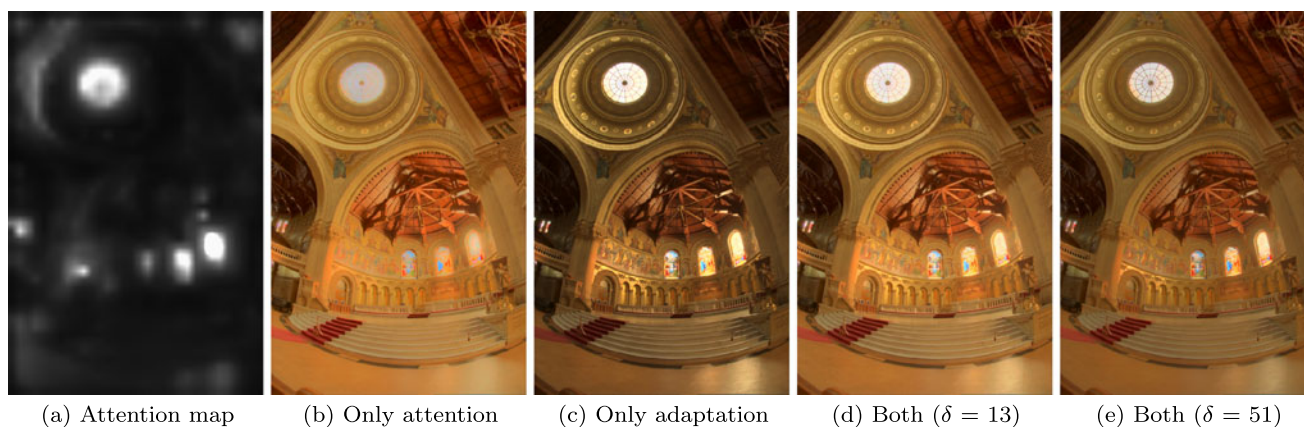 (a) Attention map
(b) Only attention
(c) Only adaptation
(d) Both (δ = 13)
(e) Both (δ = 51)